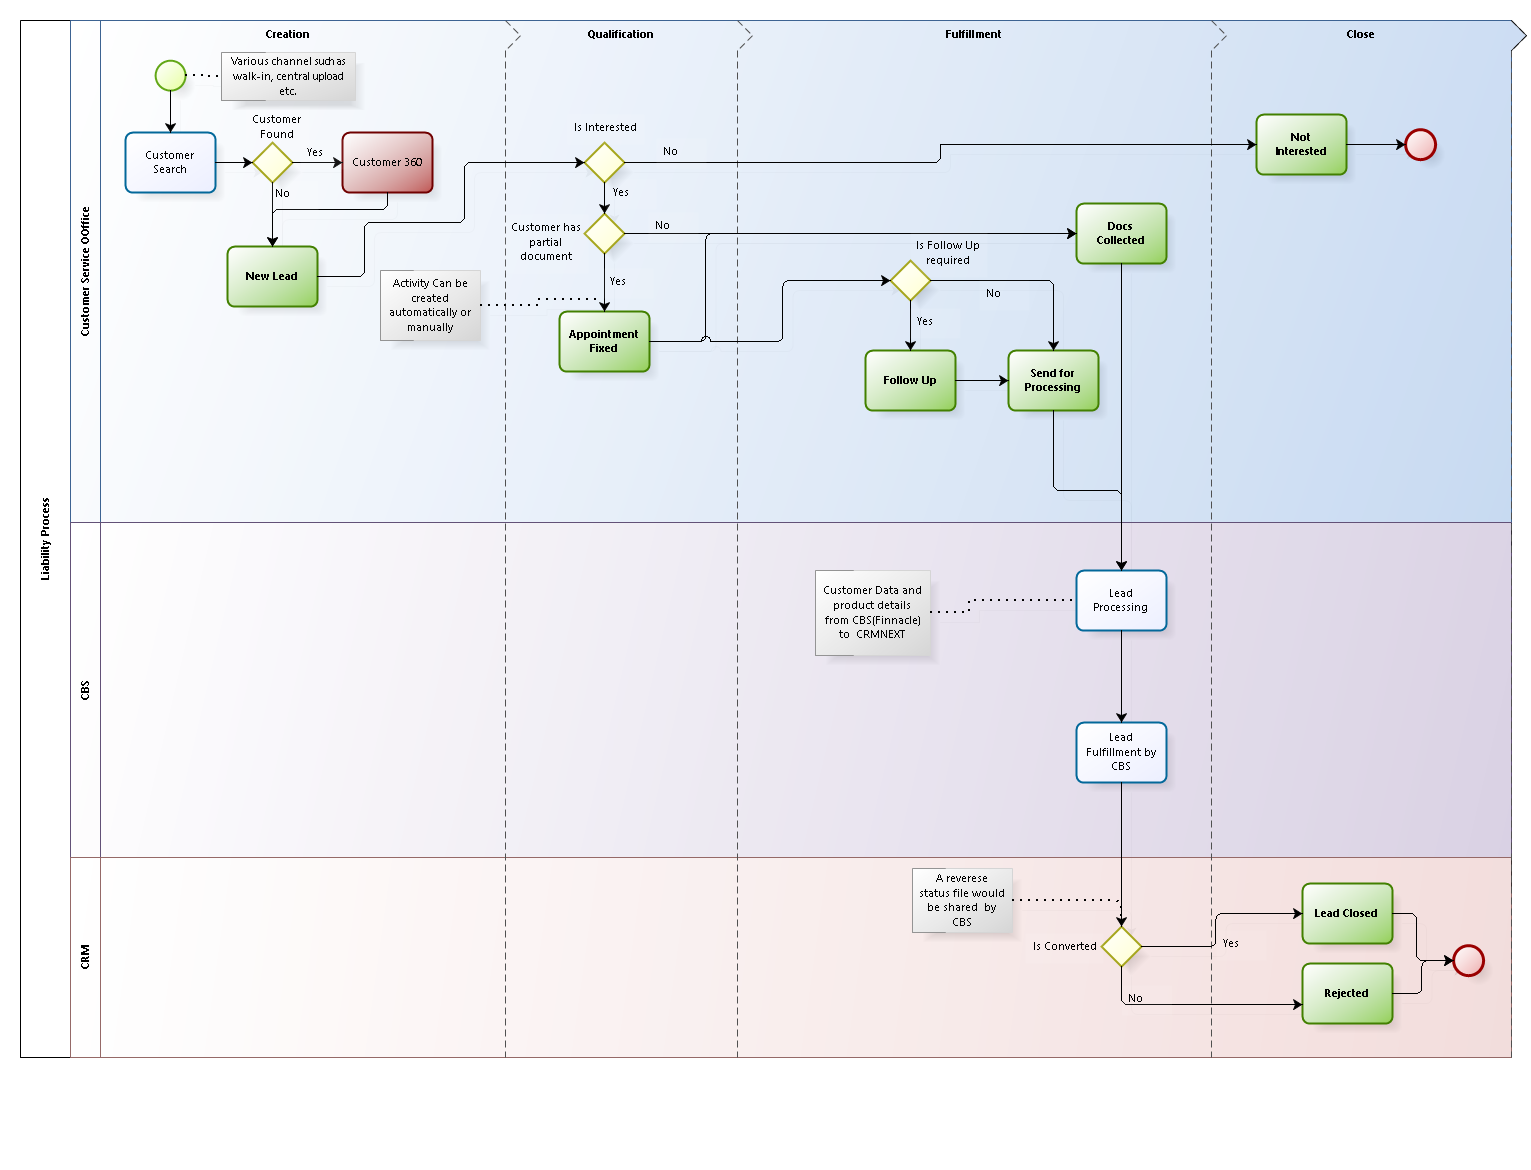 Creation
Qualification
Fulfillment
Close
Liability Process
Customer Service OOffice
Various channel such as
walk-in, central upload
etc.
Customer
Search
Customer
Found
Yes
No
Customer 360
New Lead
Is Interested
No
Yes
Customer has
partial
document
No
Yes
Activity Can be
created
automatically or
manually
Appointment
Fixed
Is Follow Up
required
No
Yes
Follow Up
Send for
Processing
Docs
Collected
Not
Interested
CBS
Customer Data and
product details
from CBS(Finnacle)
to CRMNEXT
Lead
Processing
Lead
Fulfillment by
CBS
CRM
A reverese
status file would
be shared by
CBS
Is Converted
Yes
No
Lead Closed
Rejected